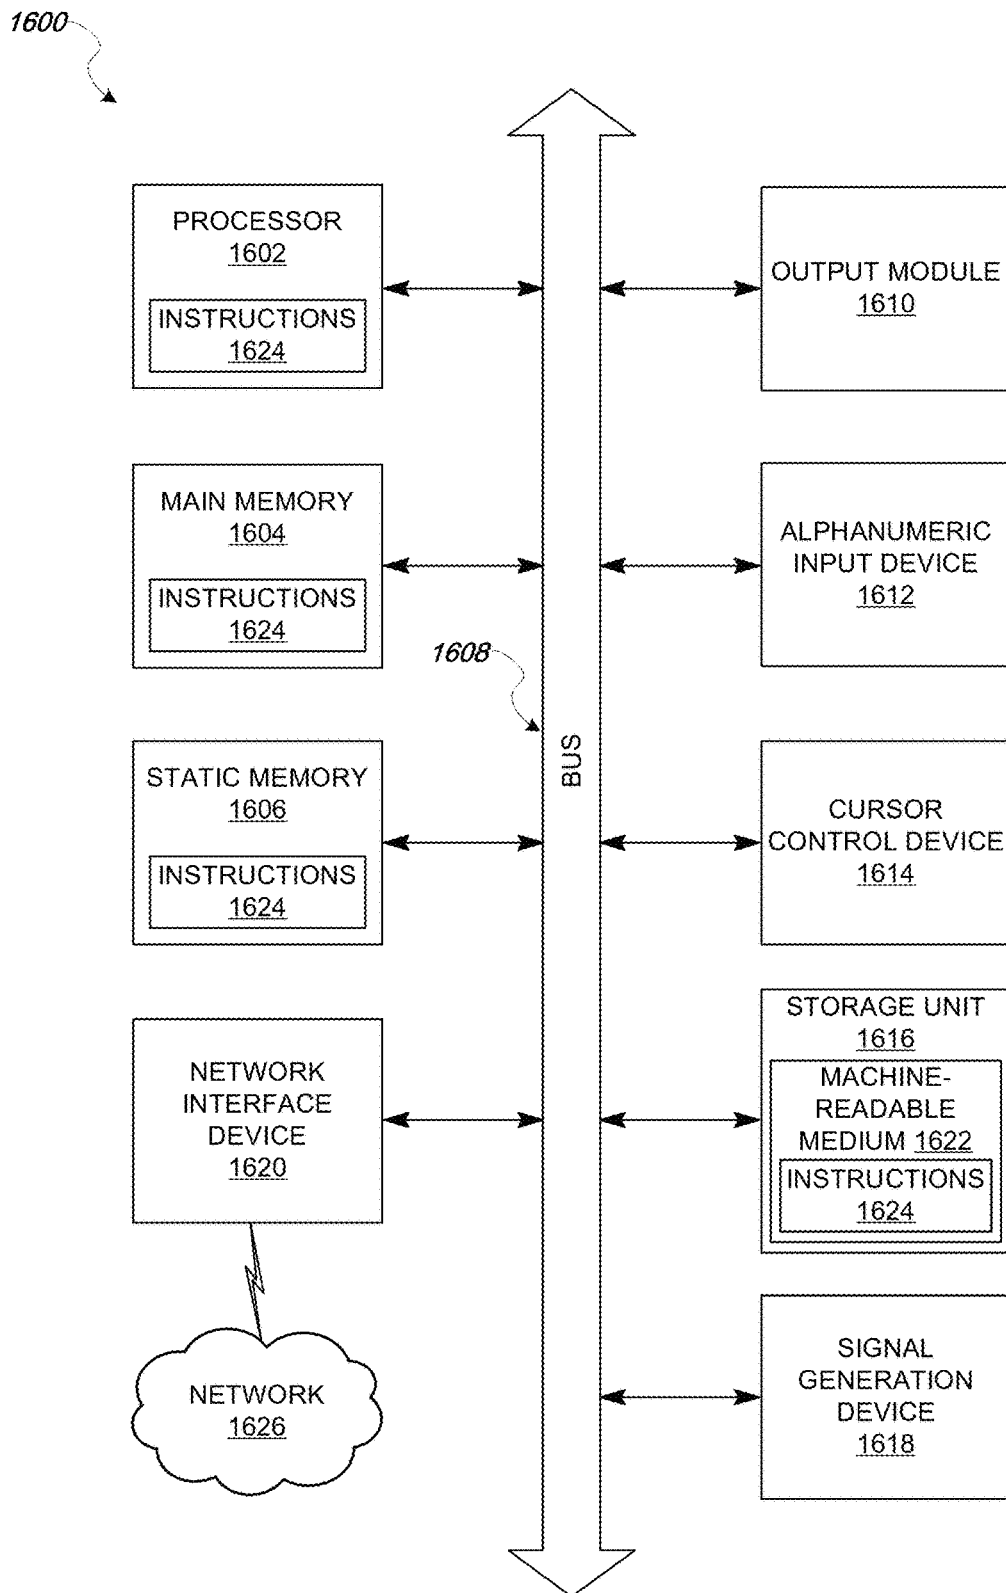 1600
PROCESSOR
1602
INSTRUCTIONS
1624
MAIN MEMORY
1604
INSTRUCTIONS
1624
STATIC MEMORY
1606
INSTRUCTIONS
1624
NETWORK
INTERFACE
DEVICE
1620
NETWORK
1626
1608
BUS
OUTPUT MODULE
1610
ALPHANUMERIC
INPUT DEVICE
1612
CURSOR
CONTROL DEVICE
1614
STORAGE UNIT
1616
MACHINE-
READABLE
MEDIUM 1622
INSTRUCTIONS
1624
SIGNAL
GENERATION
DEVICE
1618